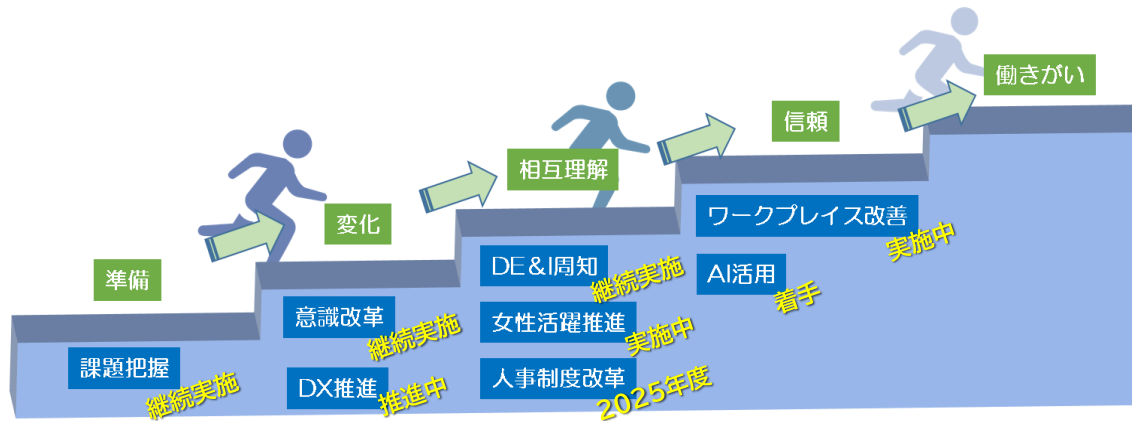 準備
課題把握
継続実施
変化
意識改革
継続実施
DX推進
推進中
相互理解
DE&I周知
継続実施
女性活躍推進
実施中
人事制度改革
2025年度
信頼
ワークプレイス改善
実施中
AI活用
着手
働きがい